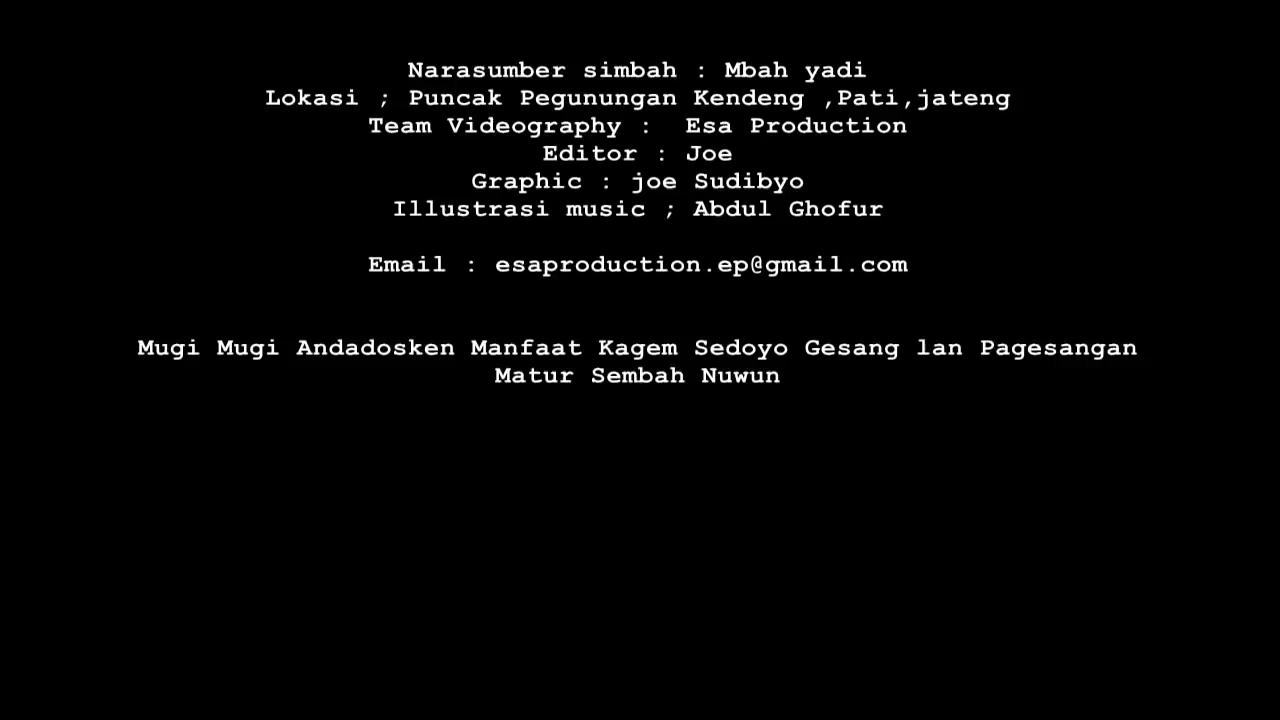 Narasumber simbah : Mbah yadi
Lokasi ; Puncak Pegunungan Kendeng ,Pati,jateng
Team Videography :  Esa Production
Editor : Joe
Graphic : joe Sudibyo
Illustrasi music ; Abdul Ghofur
Email : esaproduction.ep@gmail.com
Mugi Mugi Andadosken Manfaat Kagem Sedoyo Gesang lan Pagesangan
Matur Sembah Nuwun